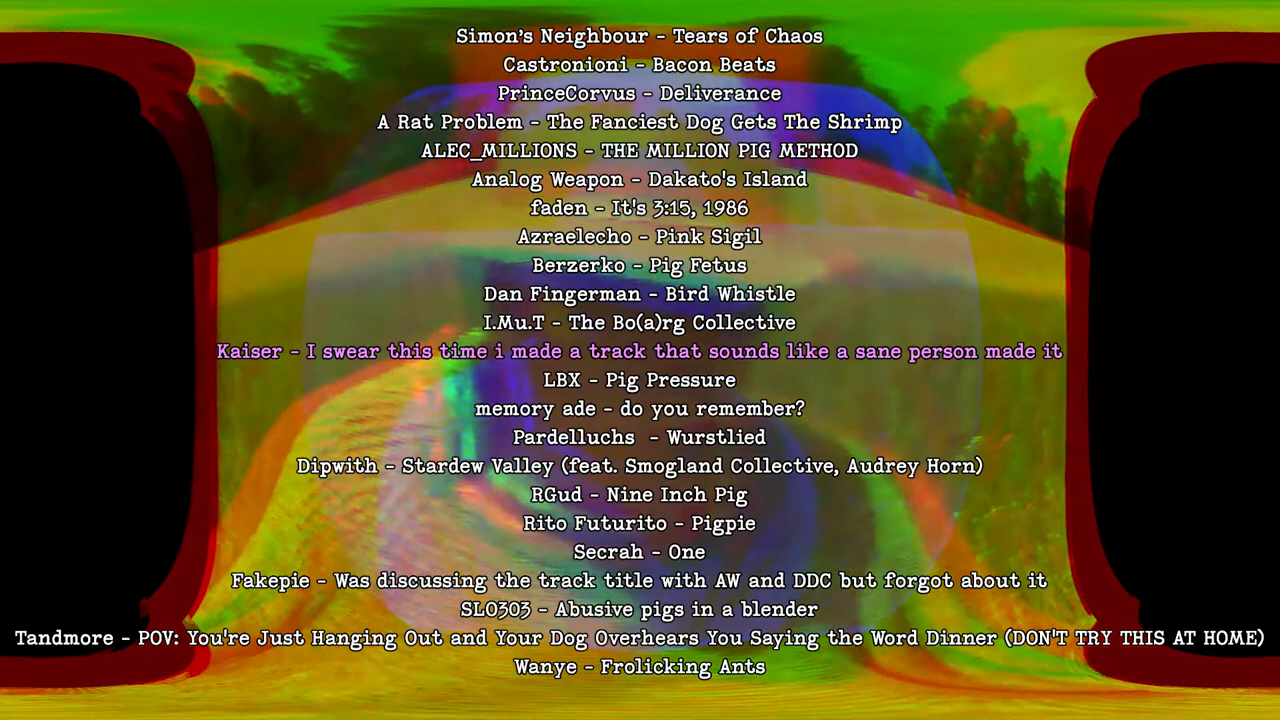 Simon's Neighbour - Tears of Chaos
Castronioni - Bacon Beats
PrinceCorvus - Deliverance
A Rat Problem - The Fanciest Dog Gets The Shrimp
ALEC_MILLIONS - THE MILLION PIG METHOD
Analog Weapon - Dakato's Island
faden - It's 3:15, 1986
Azraelecho - Pink Sigil
Berzerko - Pig Fetus
Dan Fingerman - Bird Whistle
I.Mu.T - The Bo(a)rg Collective
Kaiser - I swear this time i made a track that sounds like a sane person made it
LBX - Pig Pressure
memory ade - do you remember?
Pardelluchs - Wurstlied
Dipwith - Stardew Valley (feat. Smogland Collective, Audrey Horn)
RGud - Nine Inch Pig
Rito Futurito - Pigpie
Secrah - One
Fakepie - Was discussing the track title with AW and DDC but forgot about it
SLO303 - Abusive pigs in a blender
Tandmore - POV: You're Just Hanging Out and Your Dog Overhears You Saying the Word Dinner (DON'T TRY THIS AT HOME)
Wanye - Frolicking Ants